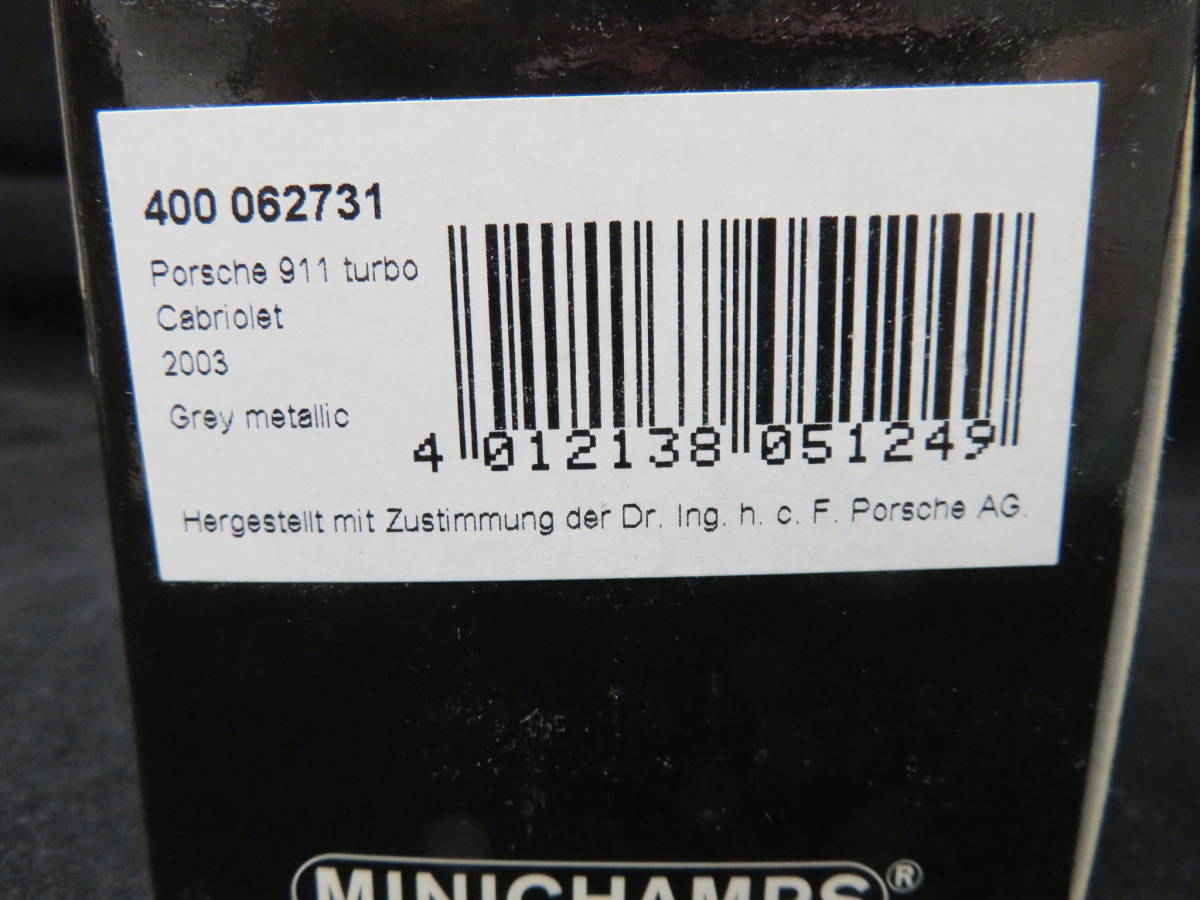 400 062731
Porsche 911 turbo
Cabriolet
2003
Grey metallic
4 012138 051249
Hergestellt mit Zustimmung der Dr. Ing. h. c. F. Porsche AG.
MINICHAMPS®